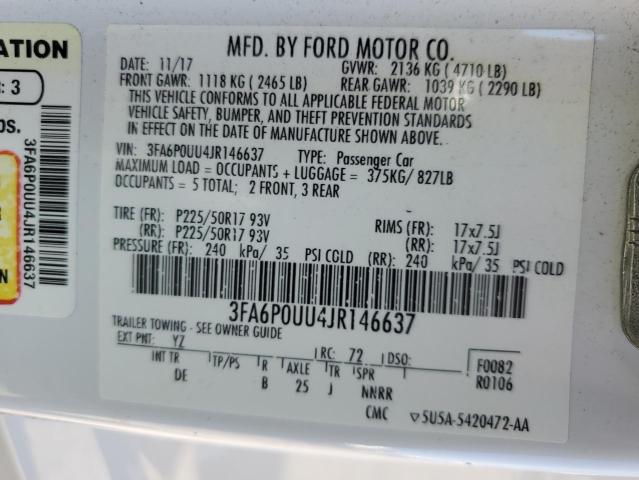 ATION
: 3
OS.
R
N
3FA6P0UU4JR146637
MFD. BY FORD MOTOR CO.
DATE: 11/17 GVWR: 2136 KG ( 4710 LB)
FRONT GAWR: 1118 KG ( 2465 LB) REAR GAWR: 1039 KG ( 2290 LB)
THIS VEHICLE CONFORMS TO ALL APPLICABLE FEDERAL MOTOR
VEHICLE SAFETY, BUMPER, AND THEFT PREVENTION STANDARDS
IN EFFECT ON THE DATE OF MANUFACTURE SHOWN ABOVE.
VIN: 3FA6P0UU4JR146637 TYPE: Passenger Car
MAXIMUM LOAD = OCCUPANTS + LUGGAGE = 375KG/ 827LB
OCCUPANTS = 5 TOTAL; 2 FRONT, 3 REAR
TIRE (FR): P225/50R17 93V RIMS (FR): 17x7.5J
(RR): P225/50R17 93V (RR): 17x7.5J
PRESSURE (FR): 240 kPa/ 35 PSI COLD (RR): 240 kPa/ 35 PSI COLD
3FA6P0UU4JR146637
TRAILER TOWING - SEE OWNER GUIDE
EXT PNT: YZ RC: 72 DSO: F0082
INT TR TP/PS R AXLE TR SPR R0106
DE B 25 J NNRR
CMC ▽5U5A-5420472-AA